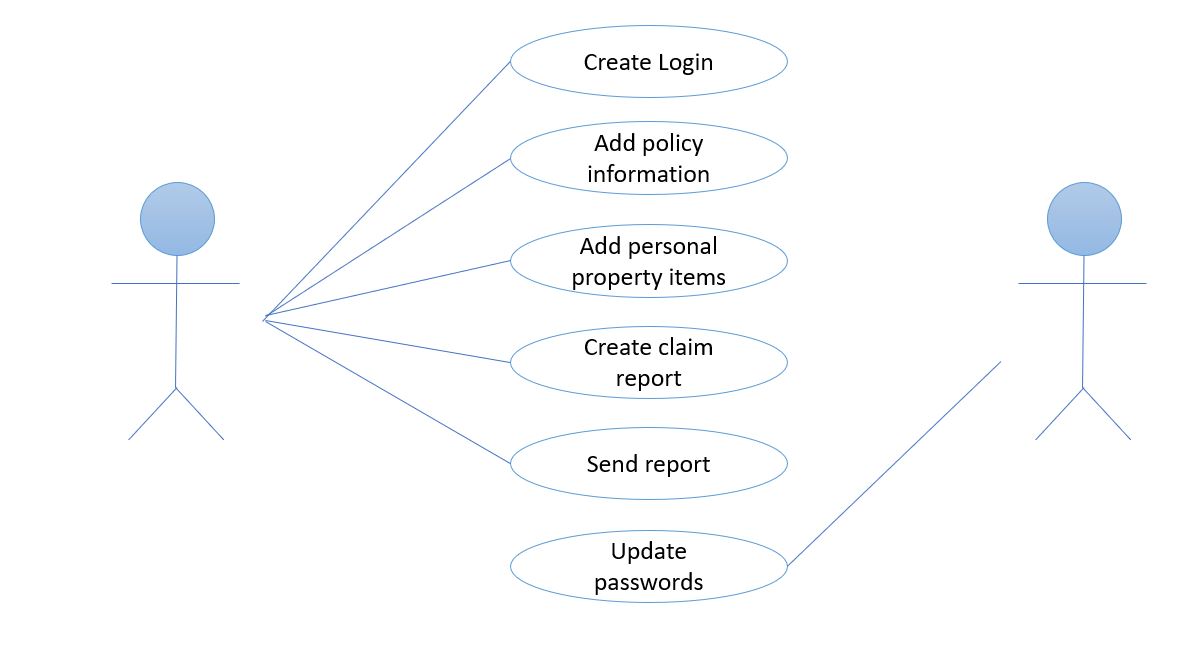 Create Login
Add policy
information
Add personal
property items
Create claim
report
Send report
Update
passwords